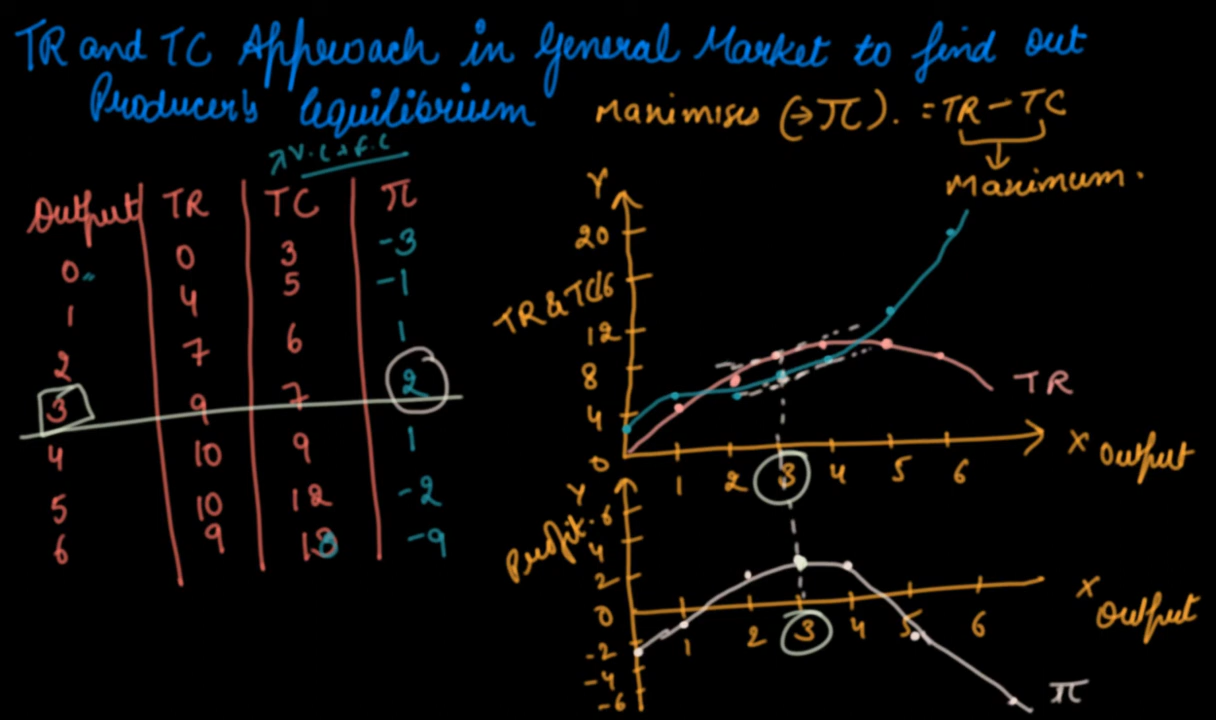 TR and TC Approach in General Market to find out
Producer's Equilibrium Maximises (→π). = TR – TC
Maximum.
↗ V.C + F.C
Output TR TC π
0 0 3 -3
1 4 5 -1
2 7 6 1
3 9 7 2
4 10 9 1
5 10 12 -2
6 9 18 -9
Y
20
TR & TC 16
12
8
4
0
TR
1 2 3 4 5 6 X Output
Y
Profit. 6
4
2
0
-2
-4
-6
1 2 3 4 5 6 X Output
π